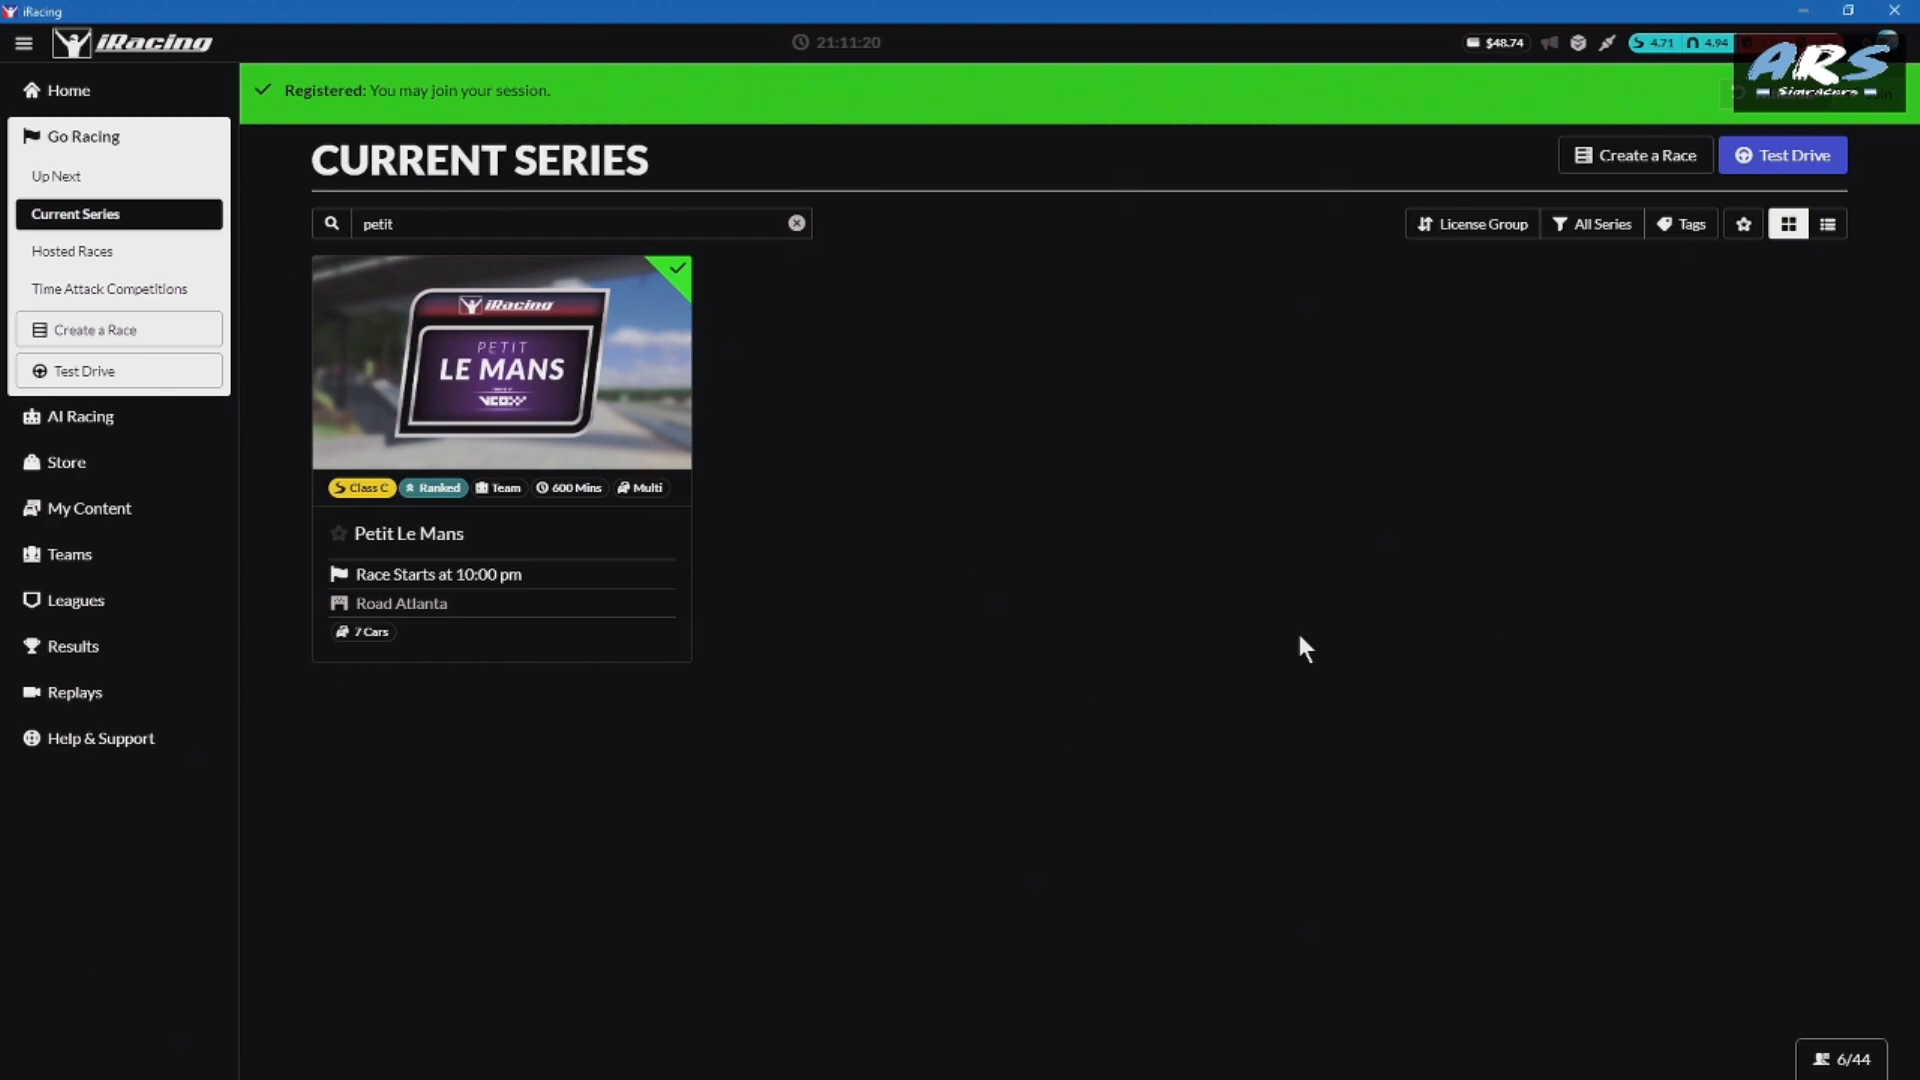 iRacing
iRacing
21:11:20
$48.74
4.71
4.94
ARS
Simracers
Home
Registered: You may join your session.
Go Racing
Up Next
Current Series
Hosted Races
Time Attack Competitions
Create a Race
Test Drive
AI Racing
Store
My Content
Teams
Leagues
Results
Replays
Help & Support
CURRENT SERIES
Create a Race
Test Drive
petit
License Group
All Series
Tags
iRacing
PETIT
LE MANS
VCO
Class C
Ranked
Team
600 Mins
Multi
Petit Le Mans
Race Starts at 10:00 pm
Road Atlanta
7 Cars
6/44